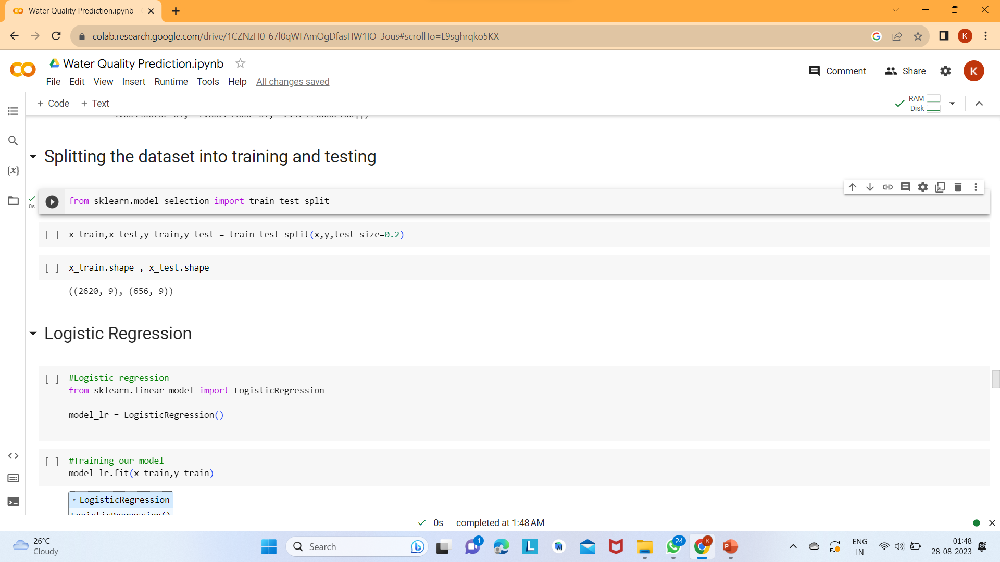 Water Quality Prediction.ipynb -
colab.research.google.com/drive/1CZNzH0_67l0qWFAmOgDfasHW1IO_3ous#scrollTo=L9sghrqko5KX
K
Water Quality Prediction.ipynb
File Edit View Insert Runtime Tools Help All changes saved
Comment Share K
+ Code + Text
RAM
Disk
Splitting the dataset into training and testing
{x}
0s
from sklearn.model_selection import train_test_split
[ ] x_train,x_test,y_train,y_test = train_test_split(x,y,test_size=0.2)
[ ] x_train.shape , x_test.shape
((2620, 9), (656, 9))
Logistic Regression
[ ] #Logistic regression
from sklearn.linear_model import LogisticRegression
model_lr = LogisticRegression()
[ ] #Training our model
model_lr.fit(x_train,y_train)
LogisticRegression
LogisticRegression()
0s completed at 1:48 AM
26°C
Cloudy
Search
1
L
24
K
P
ENG
IN
01:48
28-08-2023